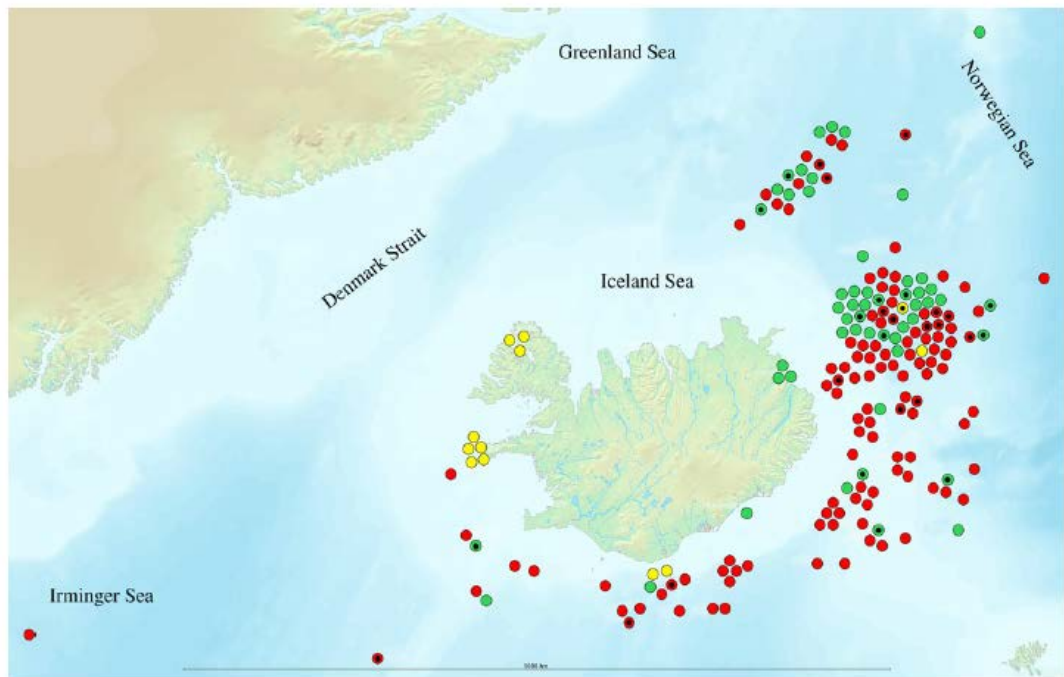 Greenland Sea
Norwegian Sea
Denmark Strait
Iceland Sea
Irminger Sea